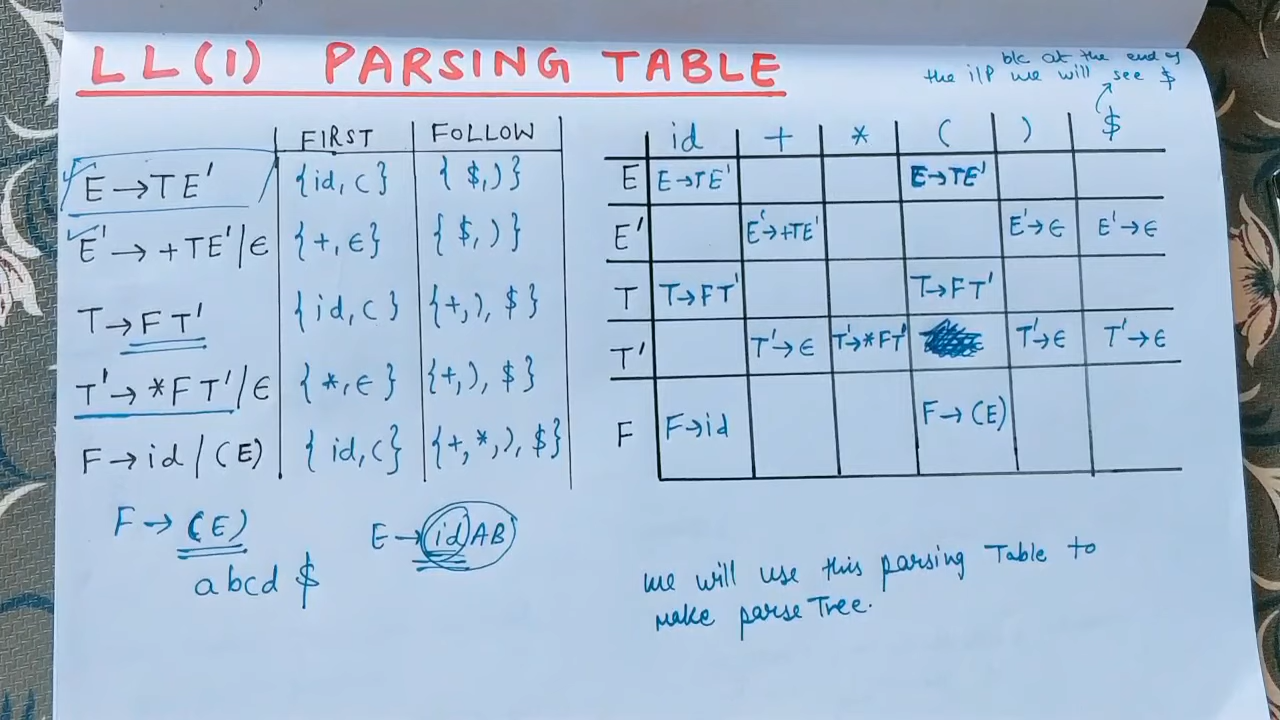 LL(1) PARSING TABLE
b/c at the end of
the i/P we will see $
FIRST FOLLOW
E→TE' {id, (} {$, )}
E'→+TE'/ϵ {+, ϵ} {$, )}
T→FT' {id, (} {+, ), $}
T'→*FT'/ϵ {*, ϵ} {+, ), $}
F→id/(E) {id, (} {+, *, ), $}
F→(E) E→idAB
abcd $
id + * ( ) $
E E→TE' E→TE'
E' E'→+TE' E'→ϵ E'→ϵ
T T→FT' T→FT'
T' T'→ϵ T'→*FT' T'→ϵ T'→ϵ
F F→id F→(E)
we will use this parsing Table to
make parse Tree.